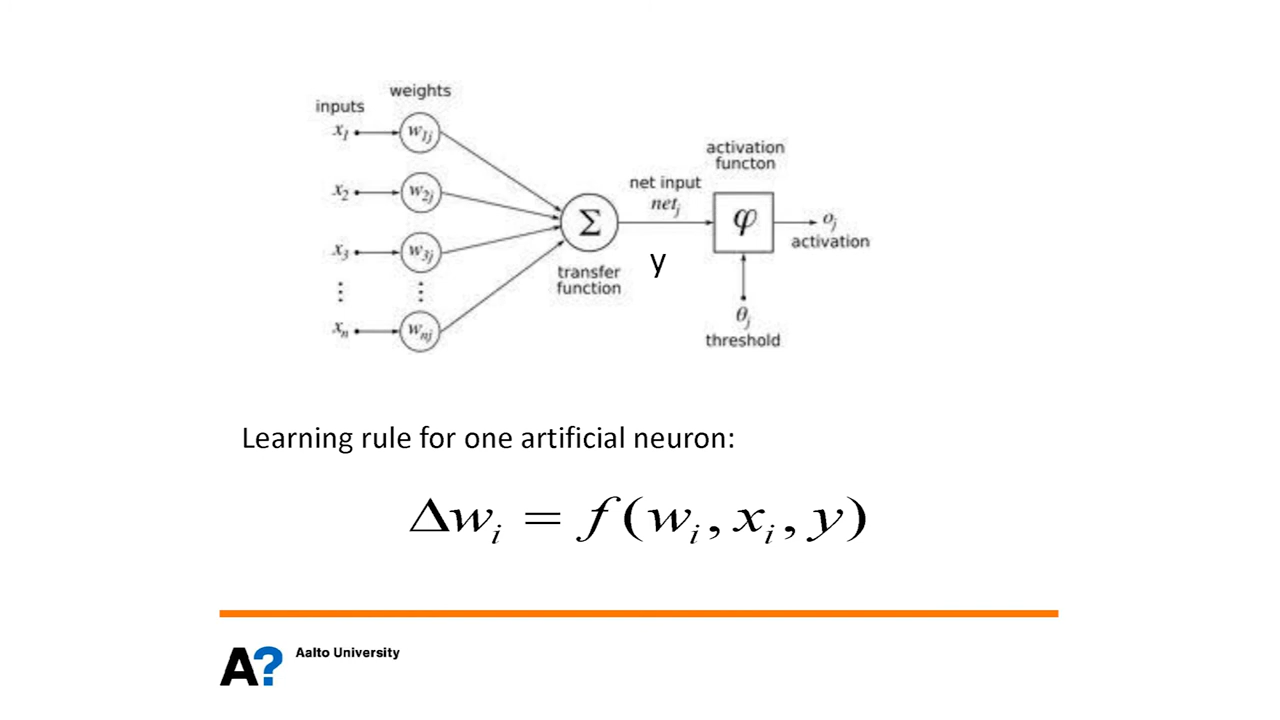 weights
inputs
x1
w1j
x2
w2j
x3
w3j
⋮ ⋮
xn
wnj
Σ
transfer
function
net input
netj
y
activation
functon
φ
oj
activation
θj
threshold
Learning rule for one artificial neuron:
Δwi = f(wi, xi, y)
A?
Aalto University